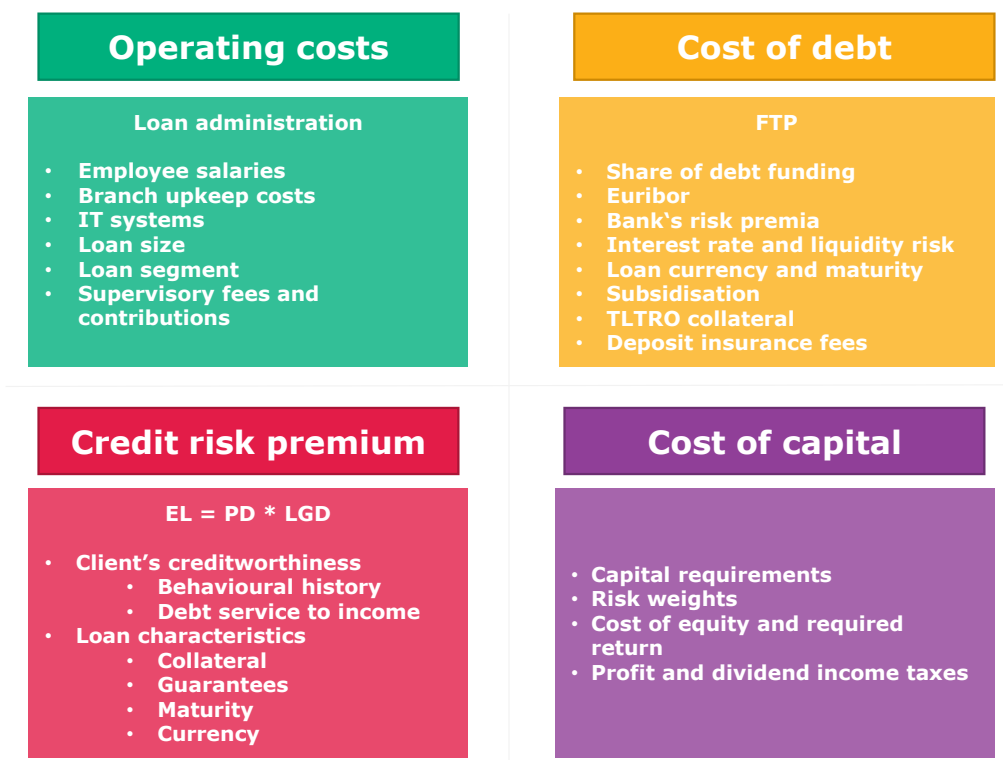 Operating costs
Loan administration
• Employee salaries
• Branch upkeep costs
• IT systems
• Loan size
• Loan segment
• Supervisory fees and
contributions
Cost of debt
FTP
• Share of debt funding
• Euribor
• Bank‘s risk premia
• Interest rate and liquidity risk
• Loan currency and maturity
• Subsidisation
• TLTRO collateral
• Deposit insurance fees
Credit risk premium
EL = PD * LGD
• Client’s creditworthiness
• Behavioural history
• Debt service to income
• Loan characteristics
• Collateral
• Guarantees
• Maturity
• Currency
Cost of capital
• Capital requirements
• Risk weights
• Cost of equity and required
return
• Profit and dividend income taxes